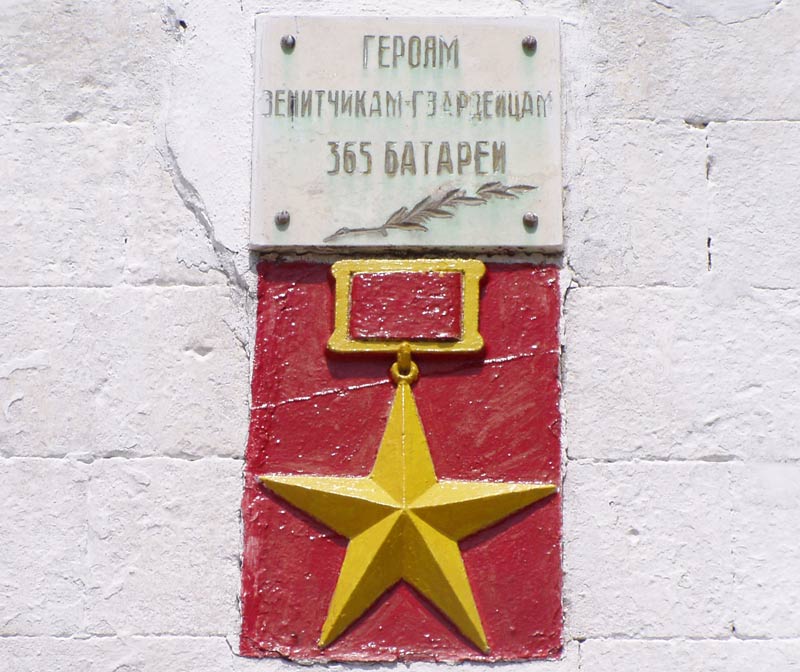 ГЕРОЯМ
ЗЕНИТЧИКАМ-ГВАРДЕЙЦАМ
365 БАТАРЕИ